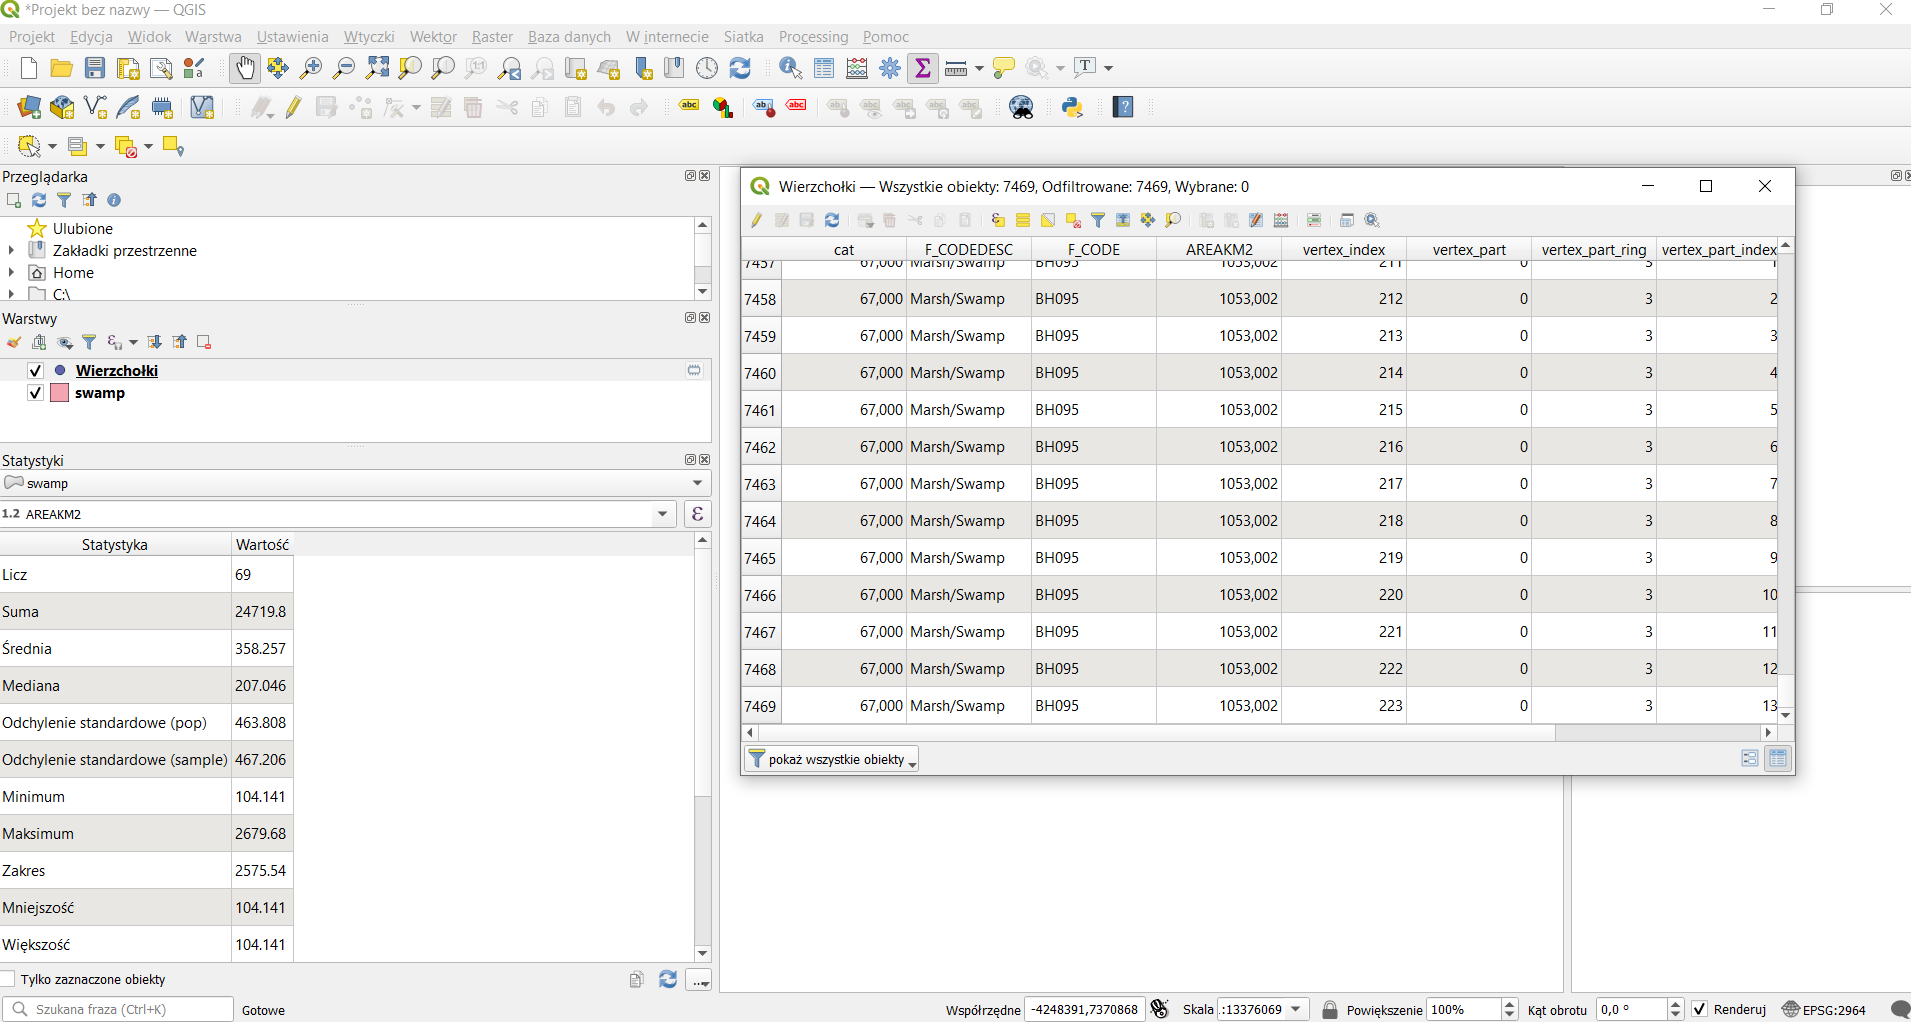 *Projekt bez nazwy — QGIS
Projekt Edycja Widok Warstwa Ustawienia Wtyczki Wektor Raster Baza danych W internecie Siatka Processing Pomoc
Przeglądarka
Ulubione
Zakładki przestrzenne
Home
C:\
Warstwy
Wierzchołki
swamp
Statystyki
swamp
1.2 AREAKM2
ε
Statystyka Wartość
Licz 69
Suma 24719.8
Średnia 358.257
Mediana 207.046
Odchylenie standardowe (pop) 463.808
Odchylenie standardowe (sample) 467.206
Minimum 104.141
Maksimum 2679.68
Zakres 2575.54
Mniejszość 104.141
Większość 104.141
Tylko zaznaczone obiekty
Wierzchołki — Wszystkie obiekty: 7469, Odfiltrowane: 7469, Wybrane: 0
cat F_CODEDESC F_CODE AREAKM2 vertex_index vertex_part vertex_part_ring vertex_part_index
7457 67,000 Marsh/Swamp BH095 1053,002 211 0 3 1
7458 67,000 Marsh/Swamp BH095 1053,002 212 0 3 2
7459 67,000 Marsh/Swamp BH095 1053,002 213 0 3 3
7460 67,000 Marsh/Swamp BH095 1053,002 214 0 3 4
7461 67,000 Marsh/Swamp BH095 1053,002 215 0 3 5
7462 67,000 Marsh/Swamp BH095 1053,002 216 0 3 6
7463 67,000 Marsh/Swamp BH095 1053,002 217 0 3 7
7464 67,000 Marsh/Swamp BH095 1053,002 218 0 3 8
7465 67,000 Marsh/Swamp BH095 1053,002 219 0 3 9
7466 67,000 Marsh/Swamp BH095 1053,002 220 0 3 10
7467 67,000 Marsh/Swamp BH095 1053,002 221 0 3 11
7468 67,000 Marsh/Swamp BH095 1053,002 222 0 3 12
7469 67,000 Marsh/Swamp BH095 1053,002 223 0 3 13
pokaż wszystkie obiekty
Szukana fraza (Ctrl+K) Gotowe Współrzędne -4248391,7370868 Skala :13376069 Powiększenie 100% Kąt obrotu 0,0 ° Renderuj EPSG:2964